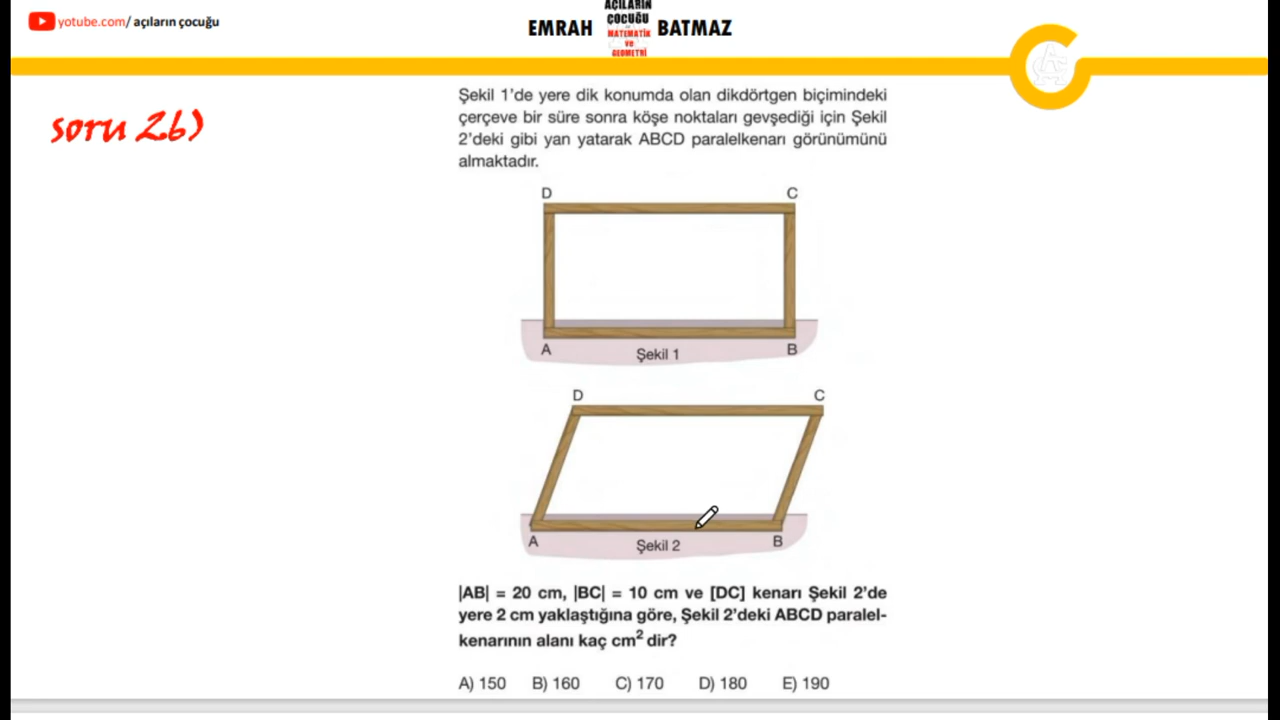 yotube.com/ açıların çocuğu
EMRAH
AÇILARIN
ÇOCUĞU
MATEMATİK
ve
GEOMETRİ
BATMAZ
soru 26)
Şekil 1'de yere dik konumda olan dikdörtgen biçimindeki
çerçeve bir süre sonra köşe noktaları gevşediği için Şekil
2'deki gibi yan yatarak ABCD paralelkenarı görünümünü
almaktadır.
D C
A B
Şekil 1
D C
A B
Şekil 2
|AB| = 20 cm, |BC| = 10 cm ve [DC] kenarı Şekil 2'de
yere 2 cm yaklaştığına göre, Şekil 2'deki ABCD paralel-
kenarının alanı kaç cm² dir?
A) 150 B) 160 C) 170 D) 180 E) 190